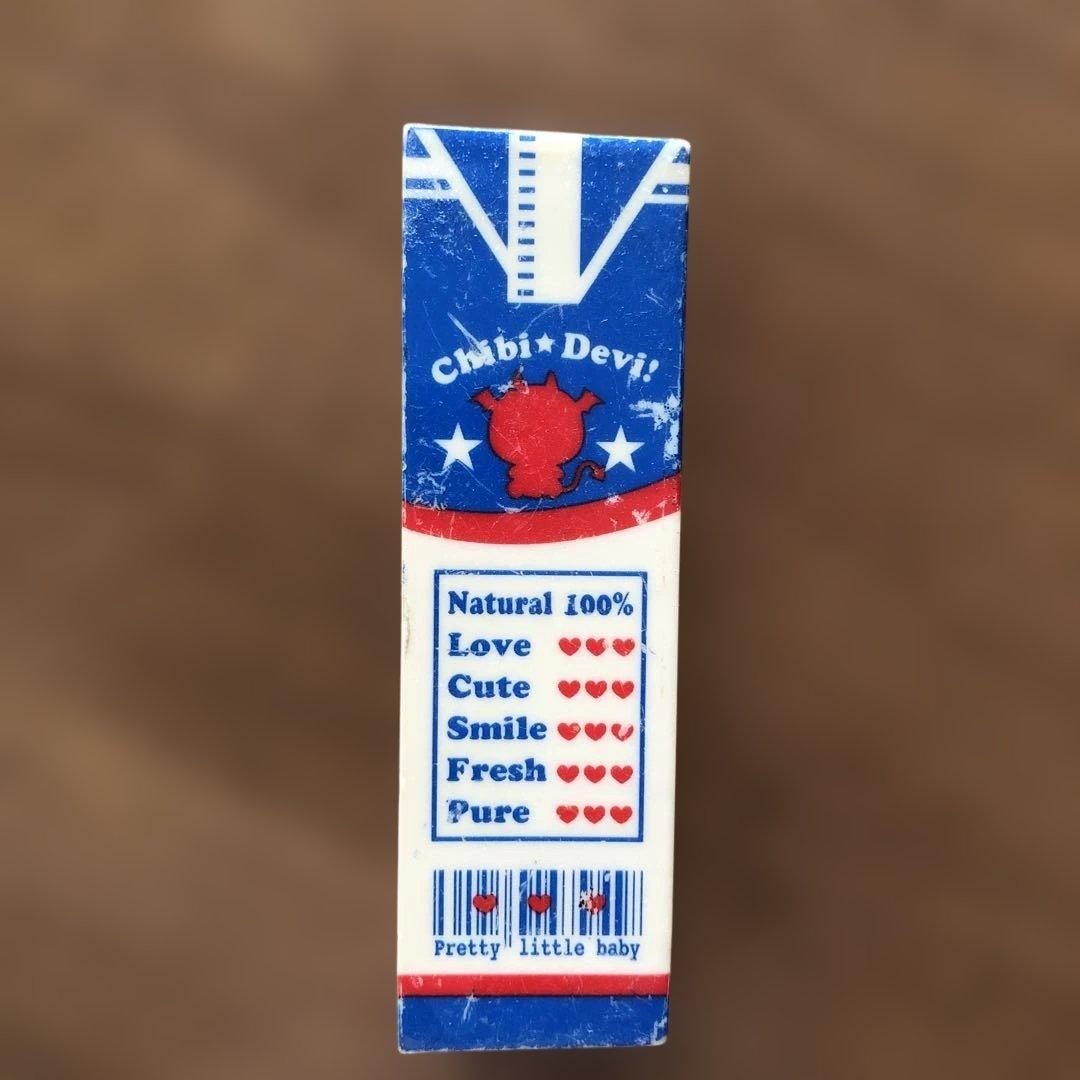 Chibi★Devi!
Natural 100%
Love ♥♥♥
Cute ♥♥♥
Smile ♥♥♥
Fresh ♥♥♥
Pure ♥♥♥
Pretty little baby